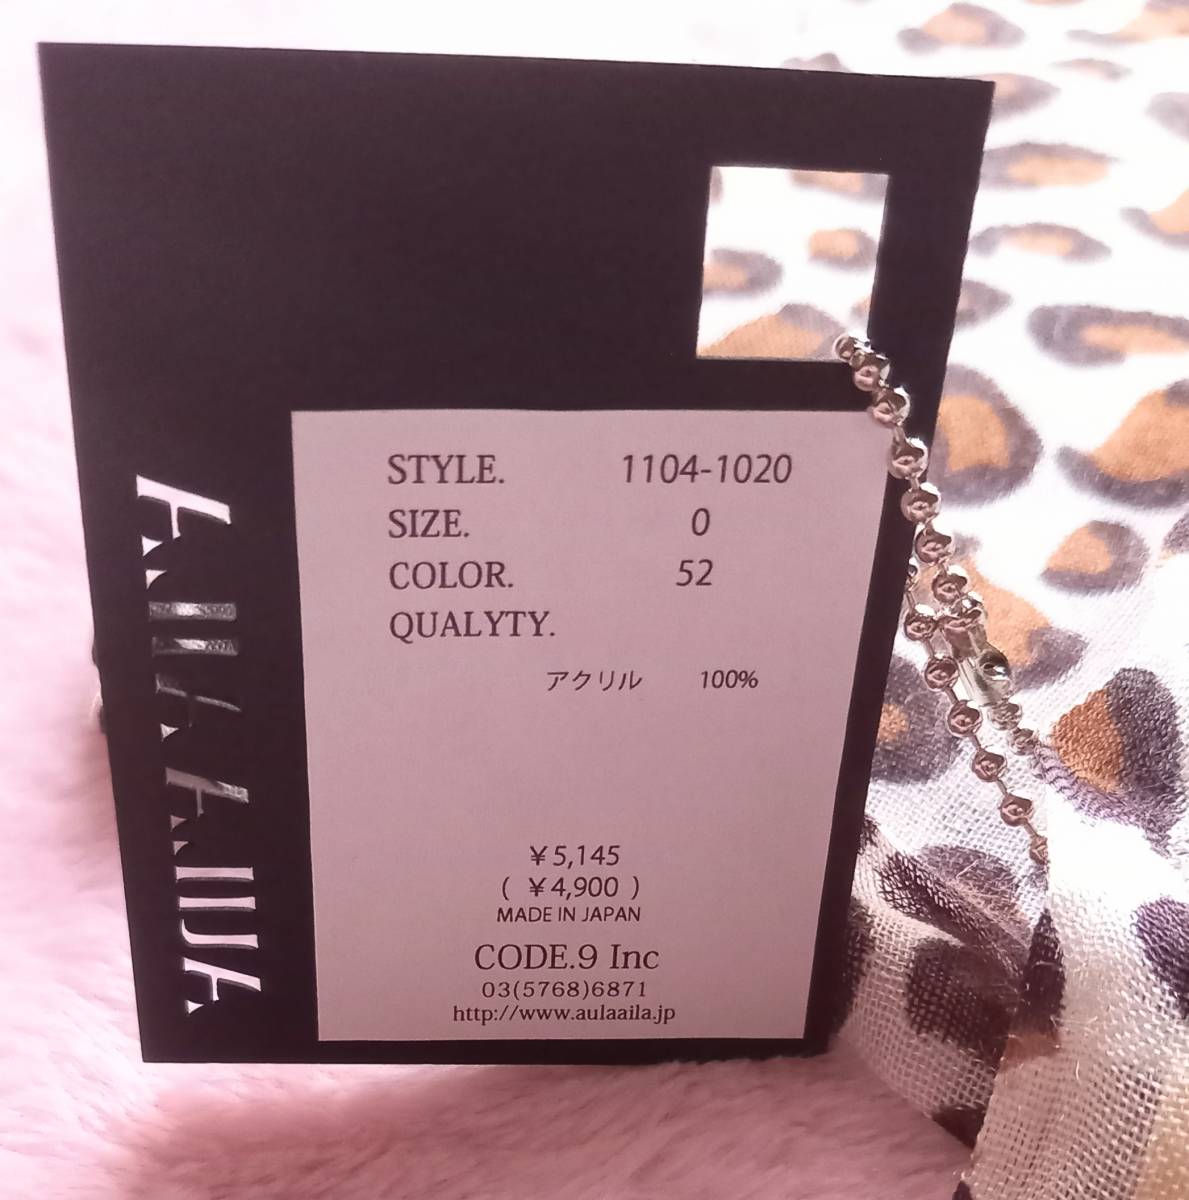 AULA AILA
STYLE. 1104-1020
SIZE. 0
COLOR. 52
QUALYTY.
アクリル 100%
¥5,145
( ¥4,900 )
MADE IN JAPAN
CODE.9 Inc
03(5768)6871
http://www.aulaaila.jp